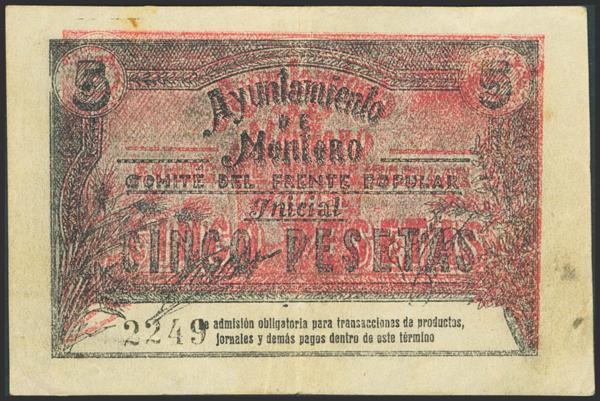 5 5
Ayuntamiento
DE
Montoro
COMITE DEL FRENTE POPULAR
Inicial
CINCO PESETAS
2249
de admisión obligatoria para transacciones de productos,
jornales y demás pagos dentro de este término